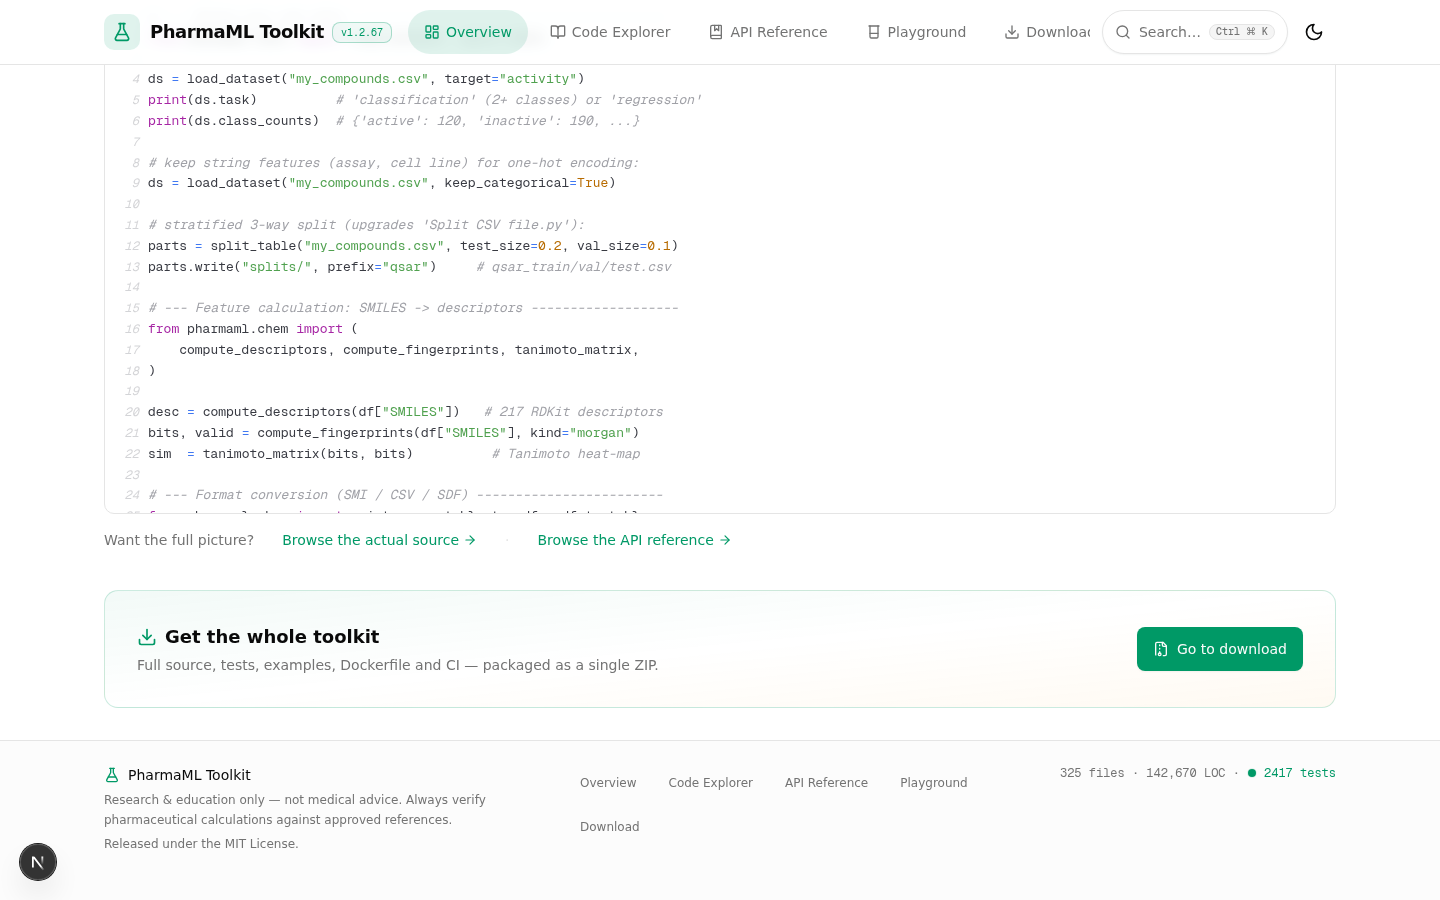 PharmaML Toolkit v1.2.67 Overview Code Explorer API Reference Playground Download Search... Ctrl ⌘ K
4 ds = load_dataset("my_compounds.csv", target="activity")
5 print(ds.task)          # 'classification' (2+ classes) or 'regression'
6 print(ds.class_counts)  # {'active': 120, 'inactive': 190, ...}
7
8 # keep string features (assay, cell line) for one-hot encoding:
9 ds = load_dataset("my_compounds.csv", keep_categorical=True)
10
11 # stratified 3-way split (upgrades 'Split CSV file.py'):
12 parts = split_table("my_compounds.csv", test_size=0.2, val_size=0.1)
13 parts.write("splits/", prefix="qsar")     # qsar_train/val/test.csv
14
15 # --- Feature calculation: SMILES -> descriptors -------------------
16 from pharmaml.chem import (
17     compute_descriptors, compute_fingerprints, tanimoto_matrix,
18 )
19
20 desc = compute_descriptors(df["SMILES"])   # 217 RDKit descriptors
21 bits, valid = compute_fingerprints(df["SMILES"], kind="morgan")
22 sim  = tanimoto_matrix(bits, bits)          # Tanimoto heat-map
23
24 # --- Format conversion (SMI / CSV / SDF) ------------------------
Want the full picture? Browse the actual source → · Browse the API reference →
Get the whole toolkit
Full source, tests, examples, Dockerfile and CI — packaged as a single ZIP.
Go to download
PharmaML Toolkit
Research & education only — not medical advice. Always verify
pharmaceutical calculations against approved references.
Released under the MIT License.
Overview Code Explorer API Reference Playground
Download
325 files · 142,670 LOC · ● 2417 tests
N